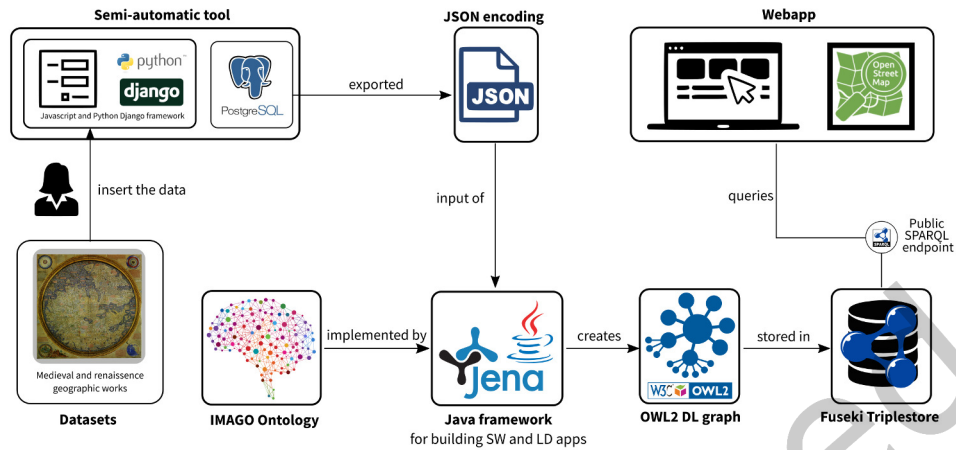 Semi-automatic tool
JSON encoding
Webapp
python
django
Javascript and Python Django framework
PostgreSQL
exported
JSON
Open
Street
Map
insert the data
input of
queries
Public
SPARQL
endpoint
SPARQL
Medieval and renaissance
geographic works
Datasets
IMAGO Ontology
implemented by
Jena
Java
Java framework
for building SW and LD apps
creates
W3C OWL2
OWL2 DL graph
stored in
Fuseki Triplestore